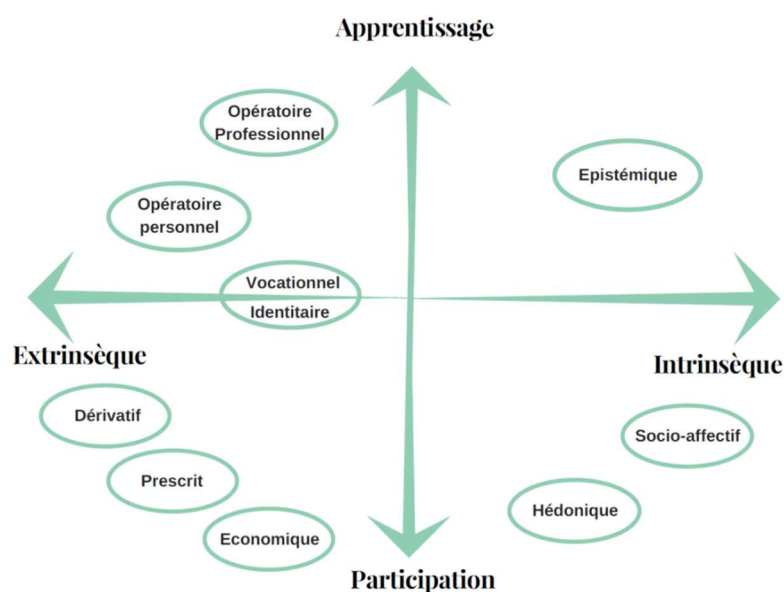 Apprentissage
Opératoire
Professionnel
Epistémique
Opératoire
personnel
Vocationnel
Identitaire
Extrinsèque
Intrinsèque
Dérivatif
Socio-affectif
Prescrit
Hédonique
Economique
Participation